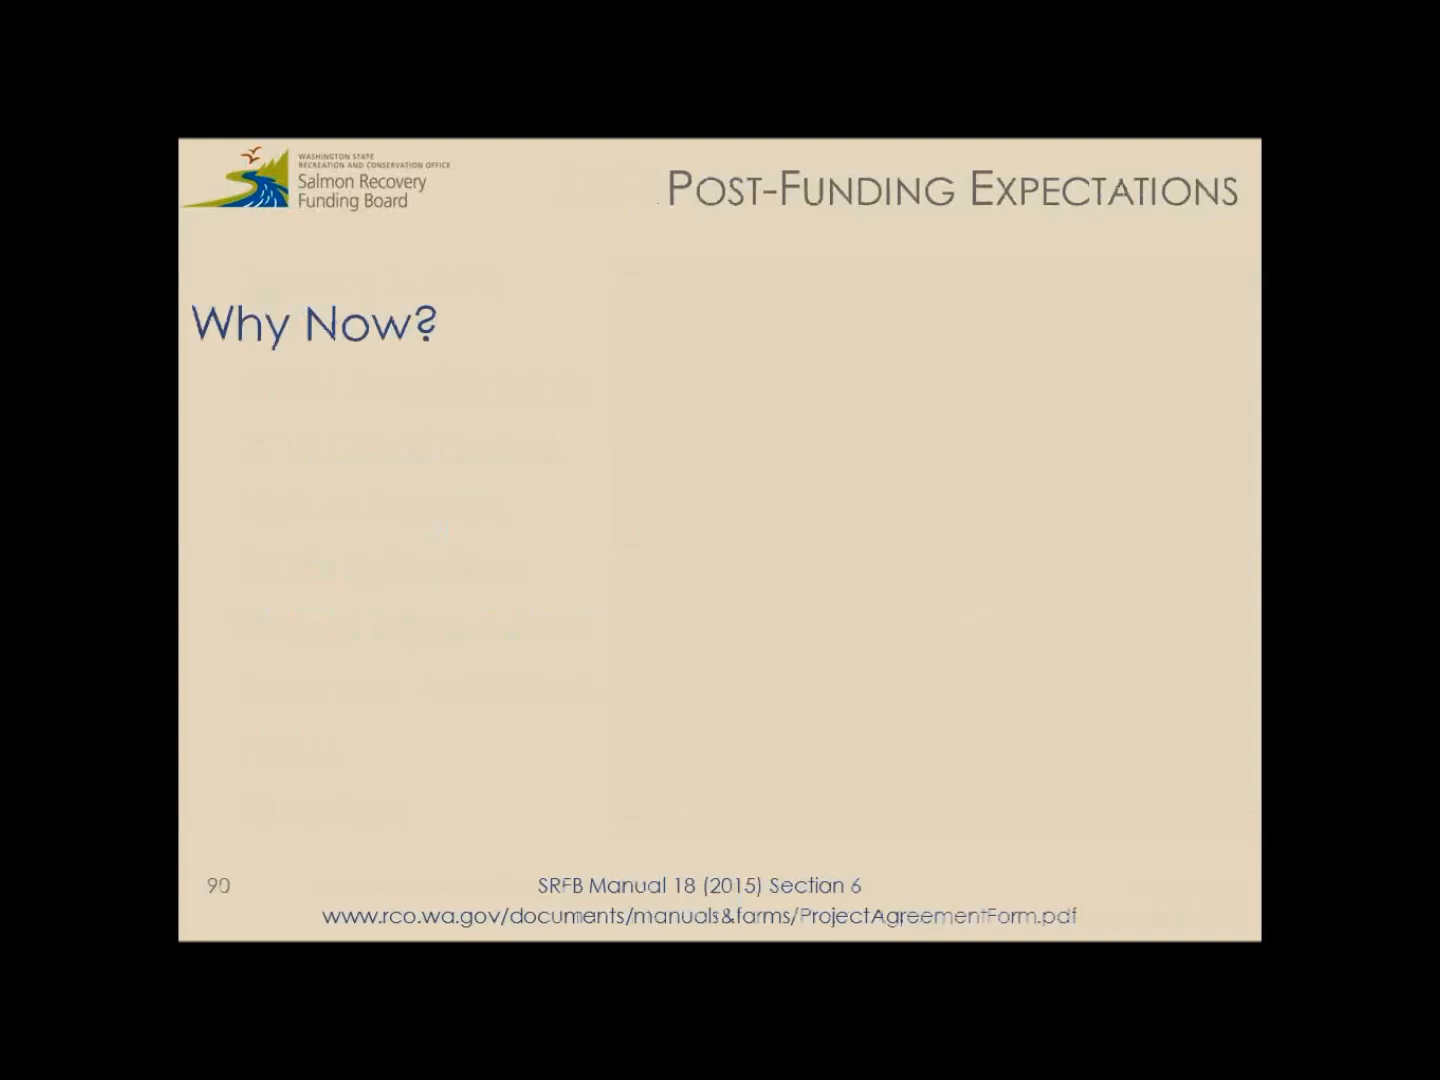 WASHINGTON STATE
RECREATION AND CONSERVATION OFFICE
Salmon Recovery
Funding Board
POST-FUNDING EXPECTATIONS
Why Now?
90
SRFB Manual 18 (2015) Section 6
www.rco.wa.gov/documents/manuals&forms/ProjectAgreementForm.pdf